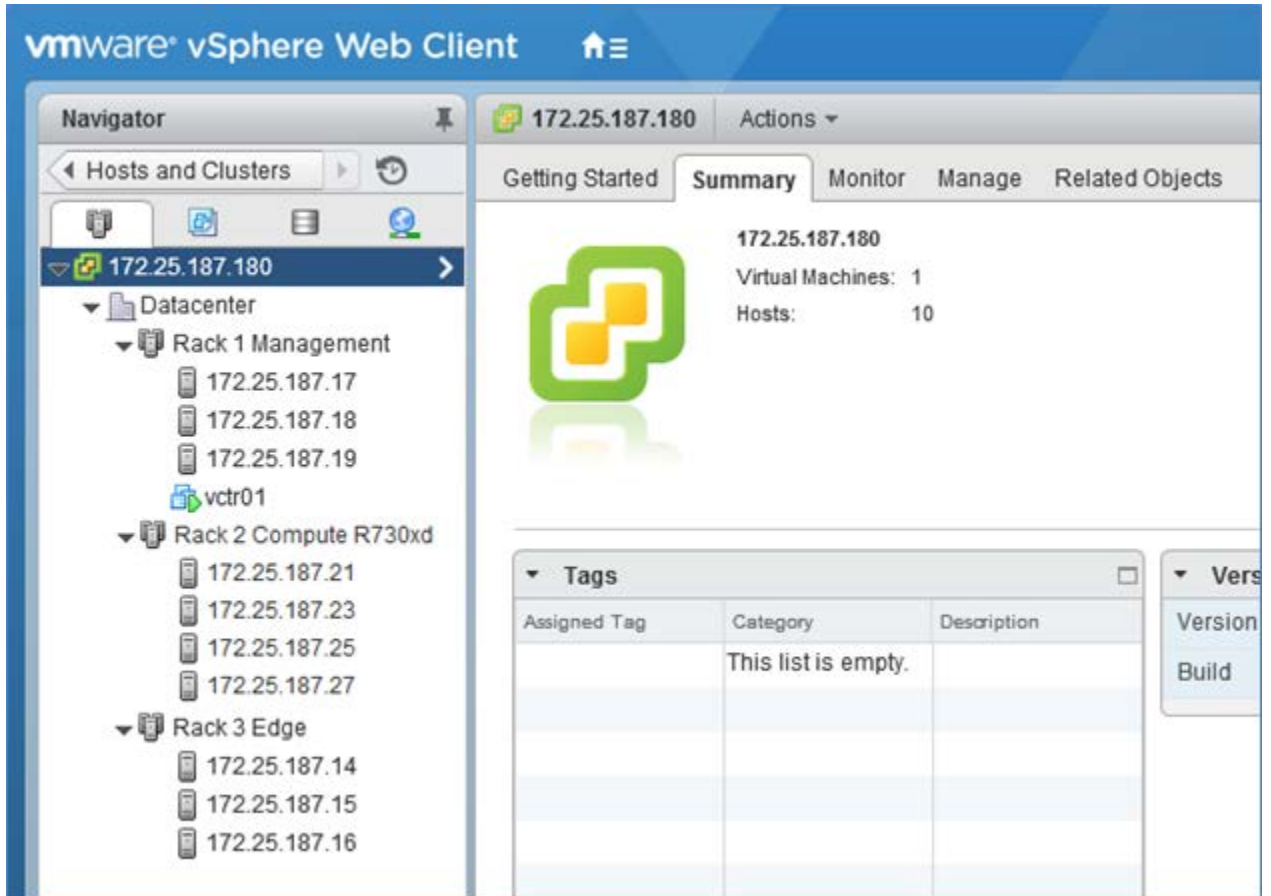 vmware® vSphere Web Client
Navigator
Hosts and Clusters
172.25.187.180
Datacenter
Rack 1 Management
172.25.187.17
172.25.187.18
172.25.187.19
vctr01
Rack 2 Compute R730xd
172.25.187.21
172.25.187.23
172.25.187.25
172.25.187.27
Rack 3 Edge
172.25.187.14
172.25.187.15
172.25.187.16
172.25.187.180 Actions
Getting Started Summary Monitor Manage Related Objects
172.25.187.180
Virtual Machines: 1
Hosts: 10
Tags
Assigned Tag Category Description
This list is empty.
Vers
Version
Build